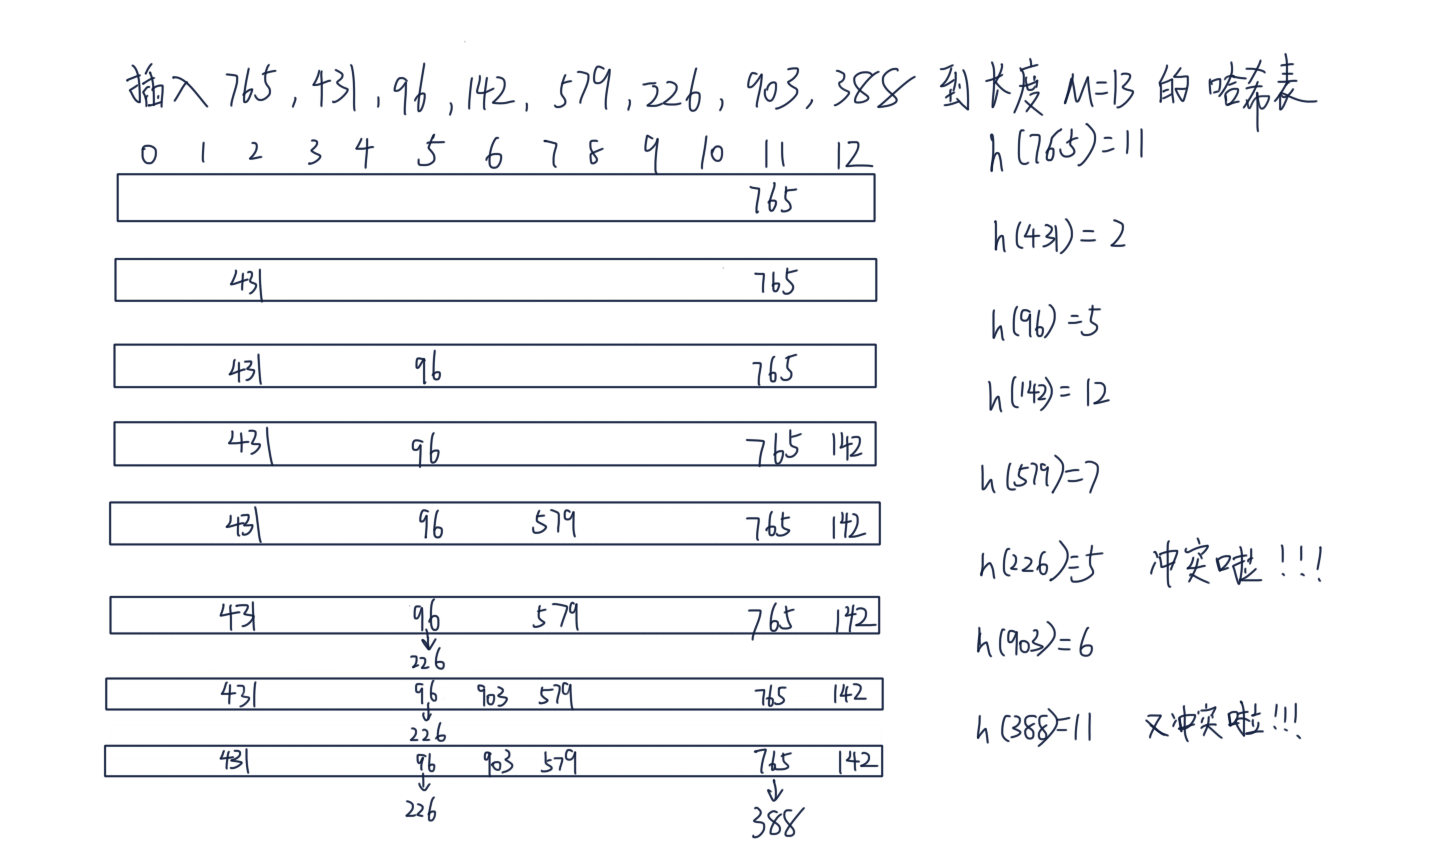 插入 765, 431, 96, 142, 579, 226, 903, 388 到长度 M=13 的哈希表
0 1 2 3 4 5 6 7 8 9 10 11 12
h(765)=11
765
h(431)=2
431 765
h(96)=5
431 96 765
h(142)=12
431 96 765 142
h(579)=7
431 96 579 765 142
h(226)=5 冲突啦!!!
431 96 579 765 142
226
h(903)=6
431 96 903 579 765 142
226
h(388)=11 又冲突啦!!!
431 96 903 579 765 142
226 388